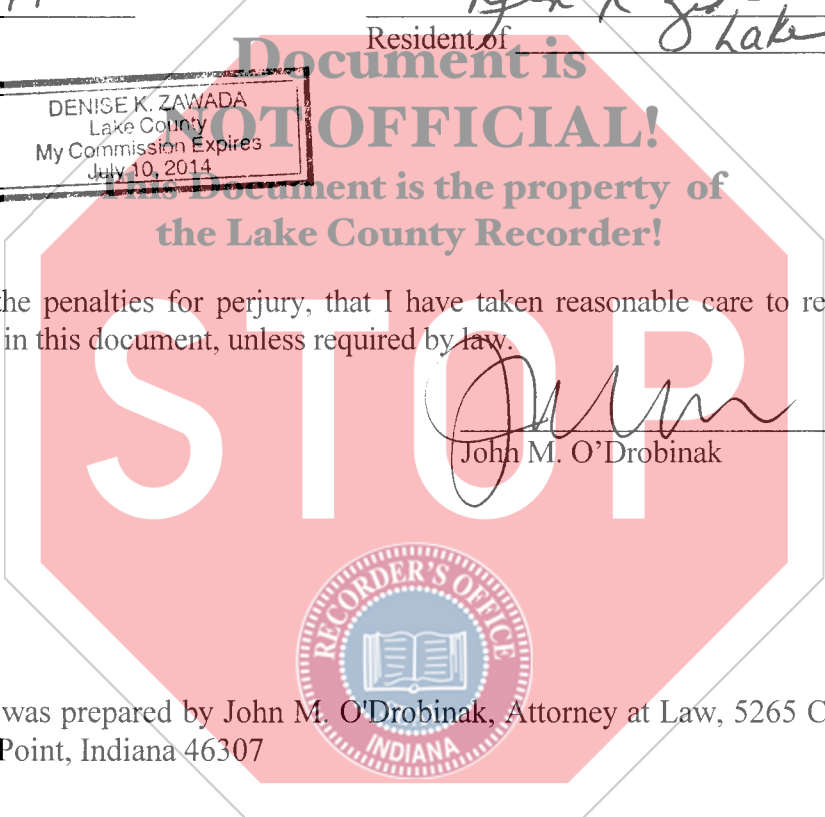 Resident of Lake
Document is
NOT OFFICIAL!
This Document is the property of
the Lake County Recorder!
DENISE K. ZAWADA
Lake County
My Commission Expires
July 10, 2014
the penalties for perjury, that I have taken reasonable care to re
in this document, unless required by law.
STOP
John M. O'Drobinak
RECORDER'S OFFICE
INDIANA
was prepared by John M. O'Drobinak, Attorney at Law, 5265 C
Point, Indiana 46307